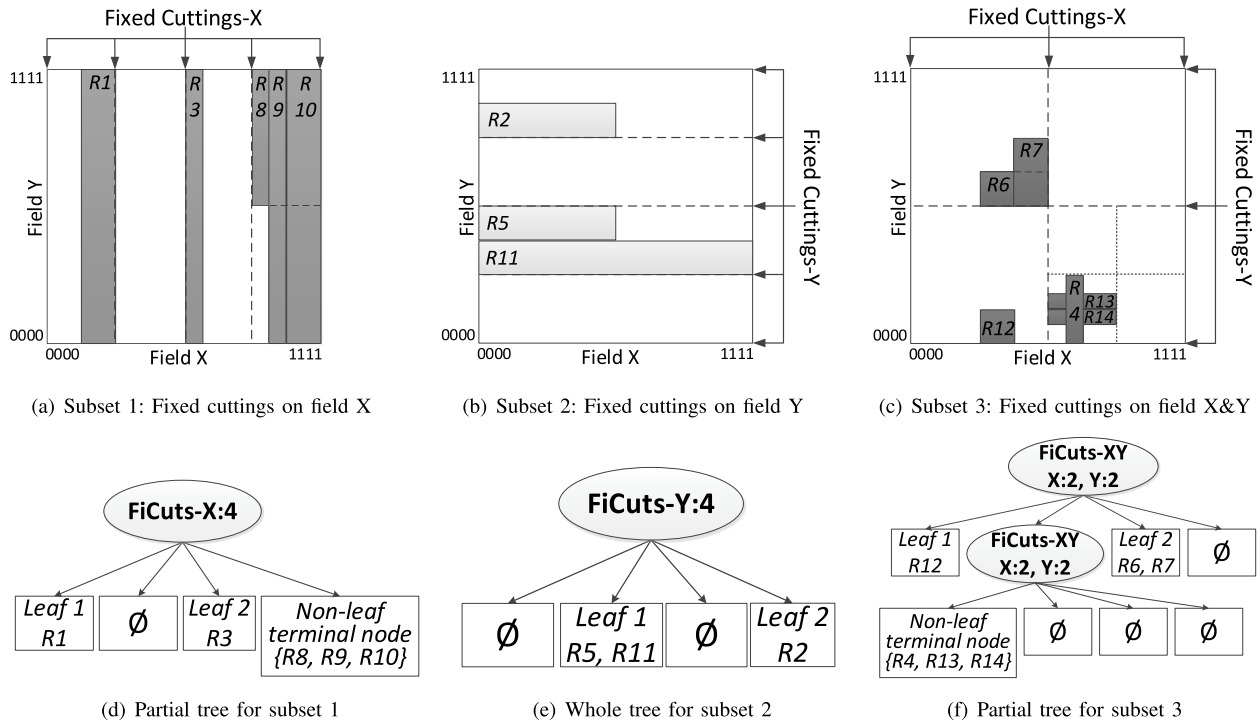 Fixed Cuttings-X
1111
R1
R
3
R
8
R
9
R
10
Field Y
0000
0000
Field X
1111
(a) Subset 1: Fixed cuttings on field X
1111
R2
R5
R11
Field Y
Fixed Cuttings-Y
0000
0000
Field X
1111
(b) Subset 2: Fixed cuttings on field Y
Fixed Cuttings-X
1111
R7
R6
Field Y
Fixed Cuttings-Y
R
4
R13
R14
R12
0000
0000
Field X
1111
(c) Subset 3: Fixed cuttings on field X&Y
FiCuts-X:4
Leaf 1
R1
Ø
Leaf 2
R3
Non-leaf
terminal node
{R8, R9, R10}
(d) Partial tree for subset 1
FiCuts-Y:4
Ø
Leaf 1
R5, R11
Ø
Leaf 2
R2
(e) Whole tree for subset 2
FiCuts-XY
X:2, Y:2
Leaf 1
R12
FiCuts-XY
X:2, Y:2
Leaf 2
R6, R7
Ø
Non-leaf
terminal node
{R4, R13, R14}
Ø
Ø
Ø
(f) Partial tree for subset 3